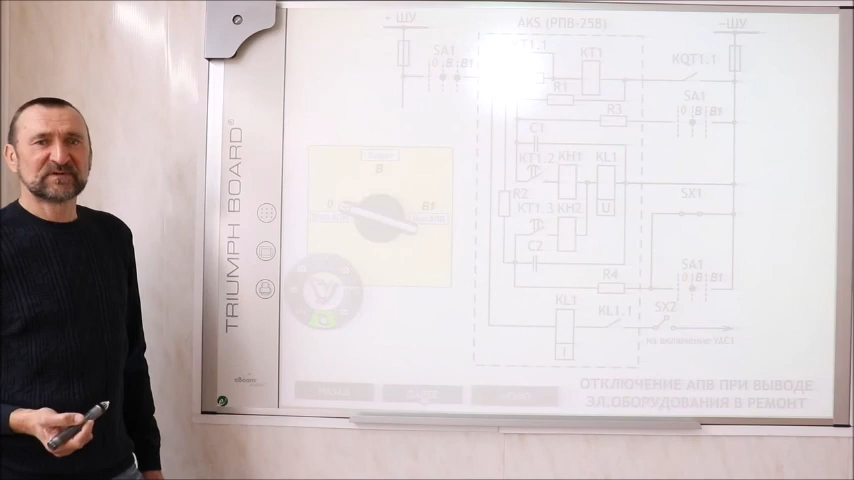 + ШУ
AKS (РПВ-258)
−ШУ
SA1
0 В В1
KT1
KQT1.1
R1
R3
SA1
0 В В1
C1
KT1.2
KH1
KL1
U
R2
KT1.3
KH2
C2
SX1
SA1
0 В В1
R4
KL1
KL1.1
SX2
I
на включение YAC1
В
В1
TRIUMPH BOARD®
ОТКЛЮЧЕНИЕ АПВ ПРИ ВЫВОДЕ
ЭЛ.ОБОРУДОВАНИЯ В РЕМОНТ